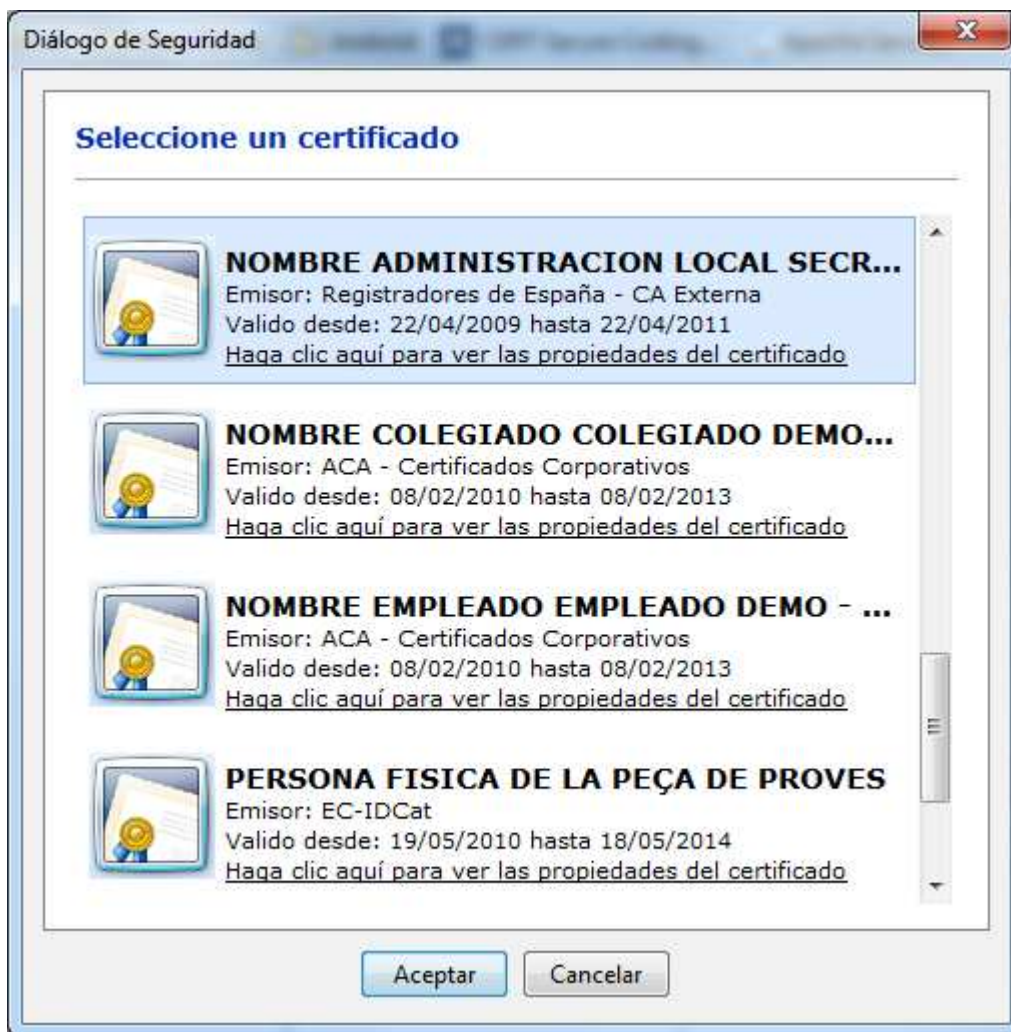 Diálogo de Seguridad
Seleccione un certificado
NOMBRE ADMINISTRACION LOCAL SECR...
Emisor: Registradores de España - CA Externa
Valido desde: 22/04/2009 hasta 22/04/2011
Haga clic aquí para ver las propiedades del certificado
NOMBRE COLEGIADO COLEGIADO DEMO...
Emisor: ACA - Certificados Corporativos
Valido desde: 08/02/2010 hasta 08/02/2013
Haga clic aquí para ver las propiedades del certificado
NOMBRE EMPLEADO EMPLEADO DEMO - ...
Emisor: ACA - Certificados Corporativos
Valido desde: 08/02/2010 hasta 08/02/2013
Haga clic aquí para ver las propiedades del certificado
PERSONA FISICA DE LA PEÇA DE PROVES
Emisor: EC-IDCat
Valido desde: 19/05/2010 hasta 18/05/2014
Haga clic aquí para ver las propiedades del certificado
Aceptar Cancelar